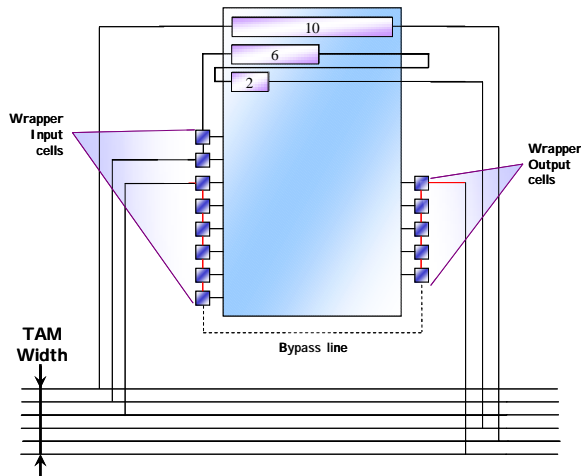 10
6
2
Wrapper
Input
cells
Wrapper
Output
cells
Bypass line
TAM
Width